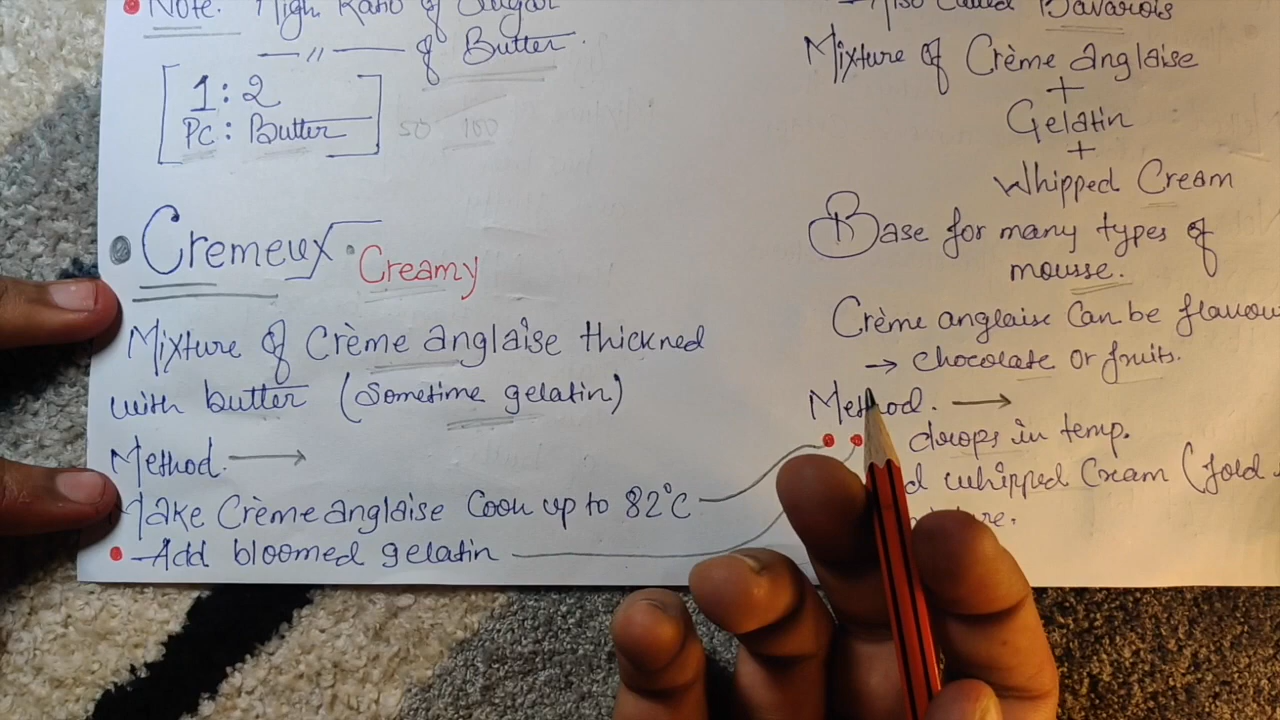 Note: High Ratio of Sugar
— 〃 — of Butter.
1 : 2
PC : Butter
50 100
Cremeux
Creamy
Mixture of Crème anglaise thickned
with butter (Sometime gelatin)
Method.
Make Crème anglaise Cook up to 82°C
Add bloomed gelatin
Also Called Bavarois
Mixture of Crème anglaise
+
Gelatin
+
Whipped Cream
Base for many types of
mousse.
Crème anglaise Can be flavou
→ chocolate or fruits.
Method. →
drops in temp.
d whipped Cream (fold